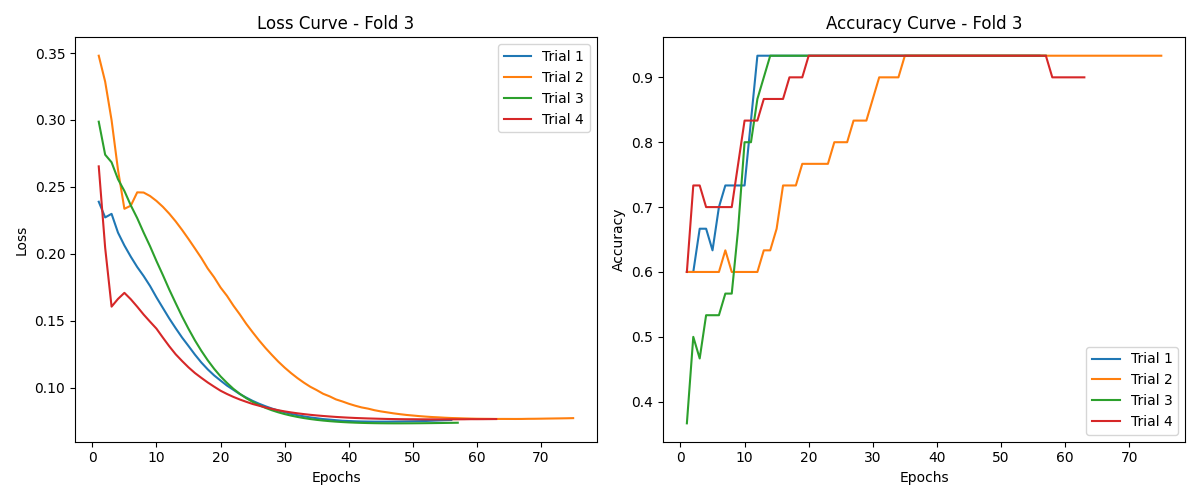 Loss Curve - Fold 3
Loss
0.35
0.30
0.25
0.20
0.15
0.10
0 10 20 30 40 50 60 70
Epochs
Trial 1
Trial 2
Trial 3
Trial 4
Accuracy Curve - Fold 3
Accuracy
0.9
0.8
0.7
0.6
0.5
0.4
0 10 20 30 40 50 60 70
Epochs
Trial 1
Trial 2
Trial 3
Trial 4